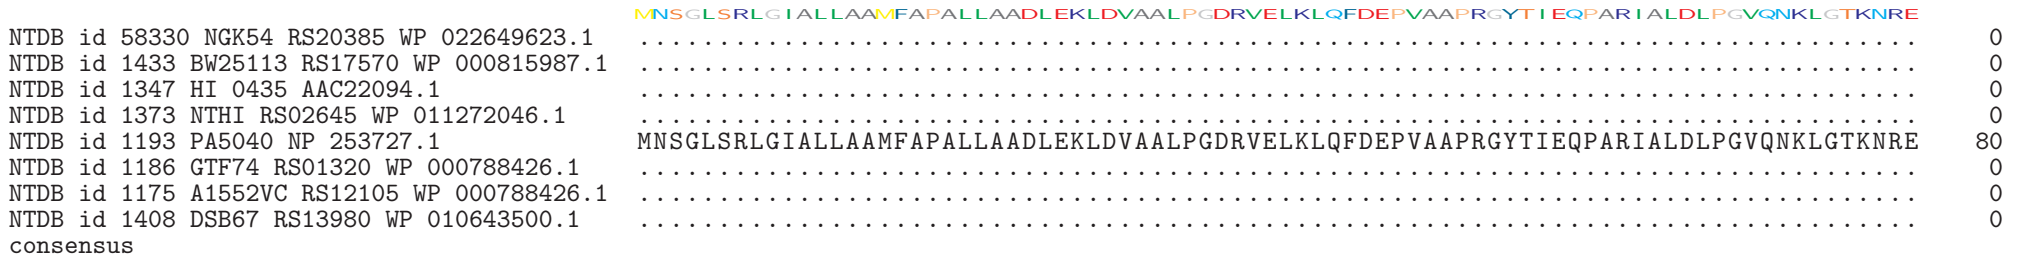 MNSGLSRLGIALLAAMFAPALLAADLEKLDVAALPGDRVELKLQFDEPVAAPRGYTIEQPARIALDLPGVQNKLGTKNRE
NTDB id 58330 NGK54 RS20385 WP 022649623.1 ................................................................................ 0
NTDB id 1433 BW25113 RS17570 WP 000815987.1 ................................................................................ 0
NTDB id 1347 HI 0435 AAC22094.1 ................................................................................ 0
NTDB id 1373 NTHI RS02645 WP 011272046.1 ................................................................................ 0
NTDB id 1193 PA5040 NP 253727.1 MNSGLSRLGIALLAAMFAPALLAADLEKLDVAALPGDRVELKLQFDEPVAAPRGYTIEQPARIALDLPGVQNKLGTKNRE 80
NTDB id 1186 GTF74 RS01320 WP 000788426.1 ................................................................................ 0
NTDB id 1175 A1552VC RS12105 WP 000788426.1 ................................................................................ 0
NTDB id 1408 DSB67 RS13980 WP 010643500.1 ................................................................................ 0
consensus